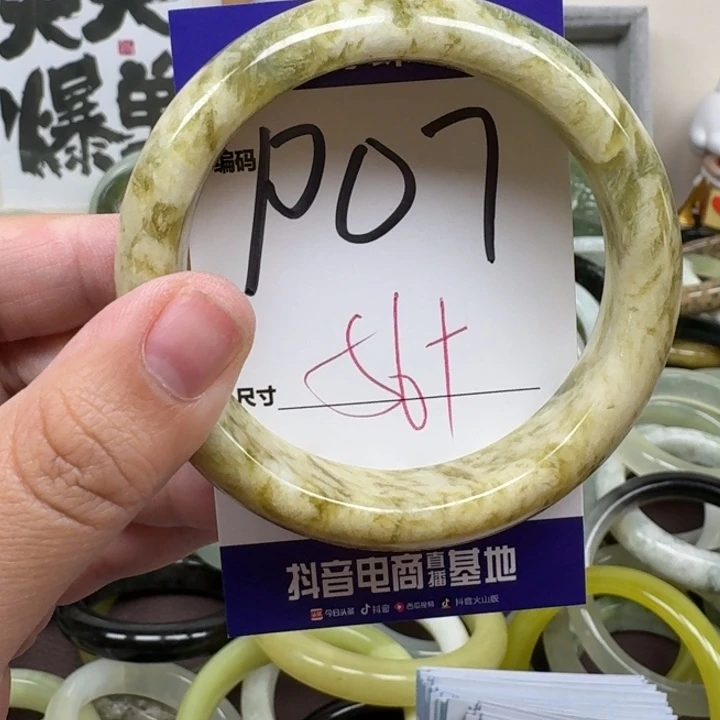 爆单
编码 P07
尺寸 56+
抖音电商直播基地
今日头条 抖音 西瓜视频 抖音火山版